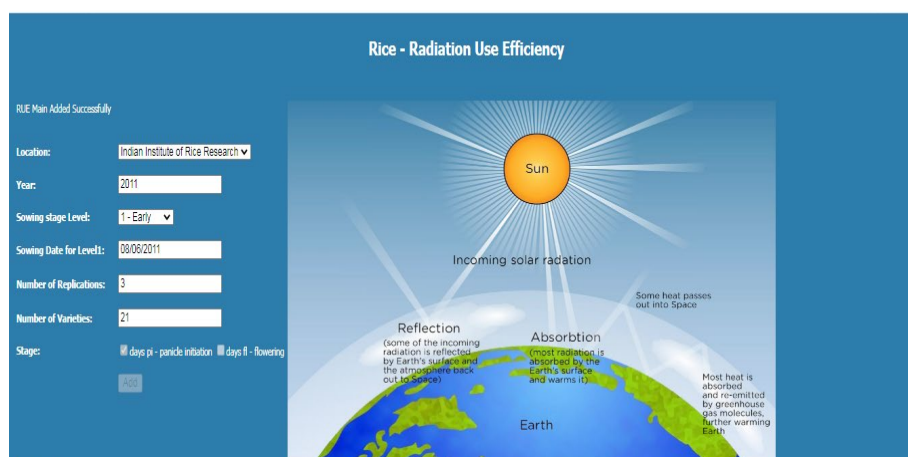 Rice - Radiation Use Efficiency
RUE Main Added Successfully
Location: Indian Institute of Rice Research
Year: 2011
Sowing stage Level: 1 - Early
Sowing Date for Level1: 08/06/2011
Number of Replications: 3
Number of Varieties: 21
Stage: days pi - panicle initiation days fl - flowering
Add
Sun
Incoming solar radation
Some heat passes
out into Space
Reflection
(some of the incoming
radiation is reflected
by Earth's surface and
the atmosphere back
out to Space)
Absorbtion
(most radiation is
absorbed by the
Earth's surface
and warms it)
Most heat is
absorbed
and re-emitted
by greenhouse
gas molecules,
further warming
Earth
Earth